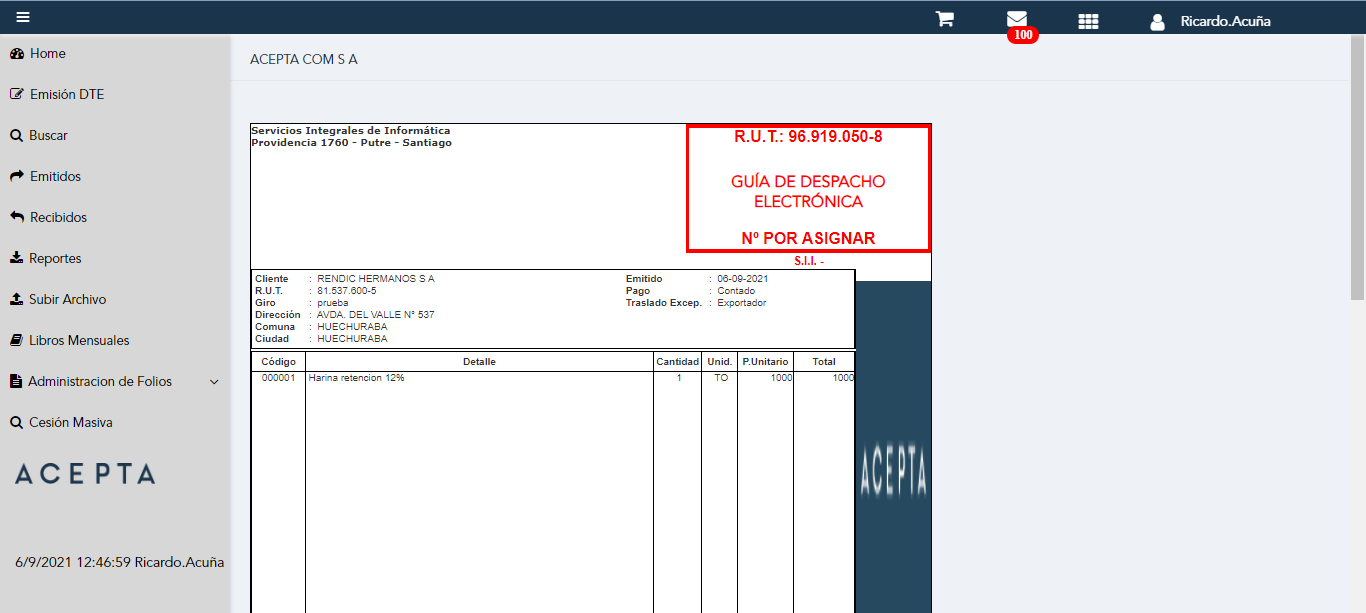 100
Ricardo.Acuña
Home
Emisión DTE
Buscar
Emitidos
Recibidos
Reportes
Subir Archivo
Libros Mensuales
Administracion de Folios
Cesión Masiva
ACEPTA
6/9/2021 12:46:59 Ricardo.Acuña
ACEPTA COM S A
Servicios Integrales de Informática
Providencia 1760 - Putre - Santiago
R.U.T.: 96.919.050-8
GUÍA DE DESPACHO
ELECTRÓNICA
Nº POR ASIGNAR
S.I.I. -
Cliente : RENDIC HERMANOS S A Emitido : 06-09-2021
R.U.T. : 81.537.600-5 Pago : Contado
Giro : prueba Traslado Excep. : Exportador
Dirección : AVDA. DEL VALLE N° 537
Comuna : HUECHURABA
Ciudad : HUECHURABA
Código Detalle Cantidad Unid. P.Unitario Total
000001 Harina retencion 12% 1 TO 1000 1000
ACEPTA